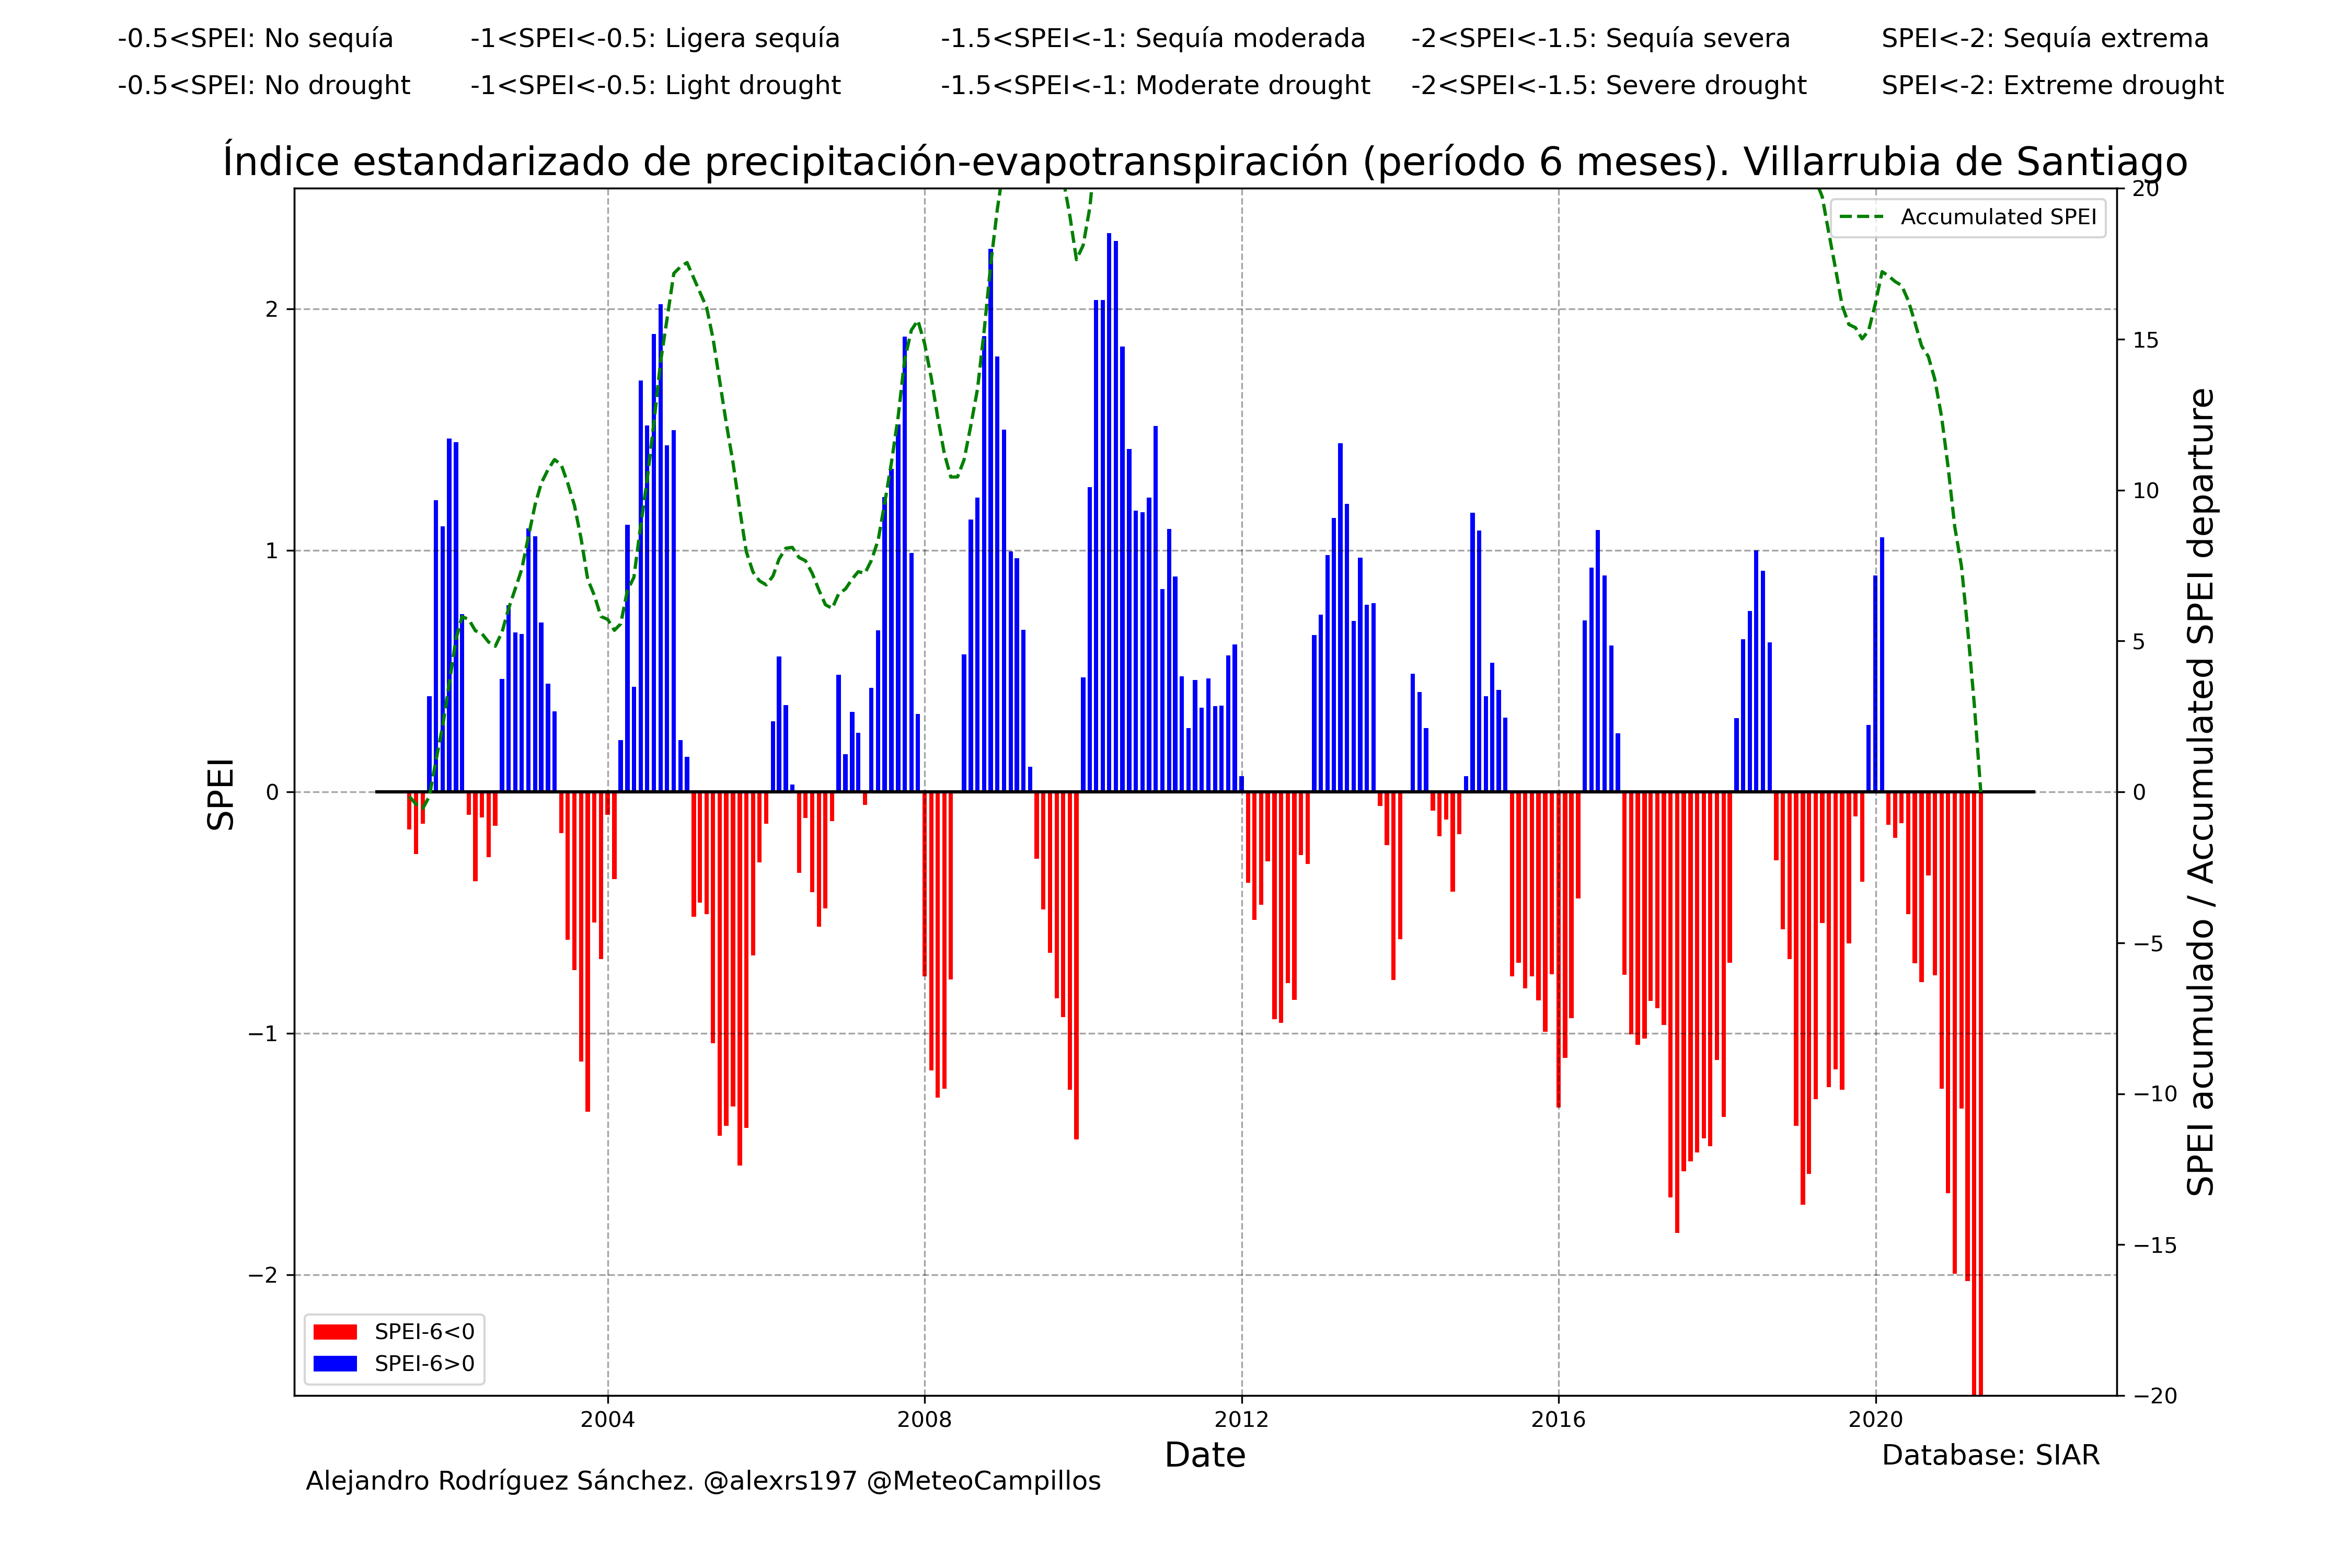 -0.5<SPEI: No sequía -1<SPEI<-0.5: Ligera sequía -1.5<SPEI<-1: Sequía moderada -2<SPEI<-1.5: Sequía severa SPEI<-2: Sequía extrema
-0.5<SPEI: No drought -1<SPEI<-0.5: Light drought -1.5<SPEI<-1: Moderate drought -2<SPEI<-1.5: Severe drought SPEI<-2: Extreme drought
Índice estandarizado de precipitación-evapotranspiración (período 6 meses). Villarrubia de Santiago
Accumulated SPEI
SPEI
2
1
0
−1
−2
20
15
10
5
0
−5
−10
−15
−20
SPEI acumulado / Accumulated SPEI departure
SPEI-6<0
SPEI-6>0
2004 2008 2012 2016 2020
Date
Database: SIAR
Alejandro Rodríguez Sánchez. @alexrs197 @MeteoCampillos